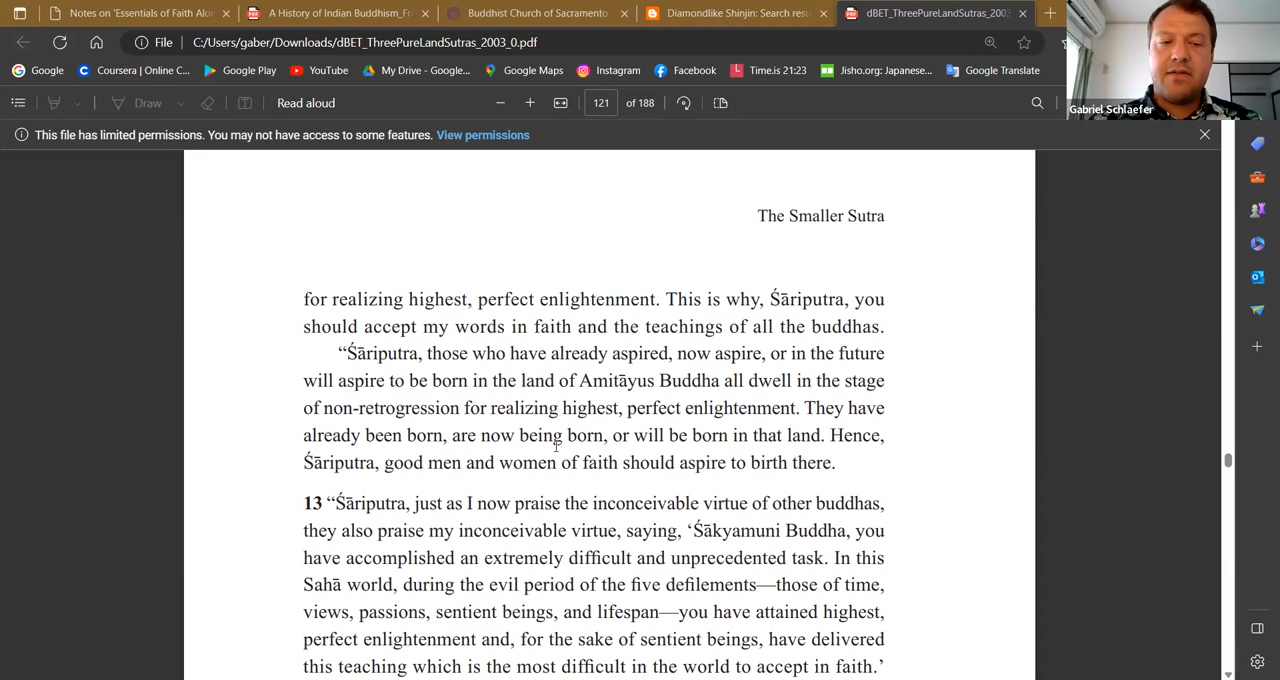 Notes on 'Essentials of Faith Alo
A History of Indian Buddhism_Fr
Buddhist Church of Sacramento
Diamondlike Shinjin: Search resu
dBET_ThreePureLandSutras_2003
File C:/Users/gaber/Downloads/dBET_ThreePureLandSutras_2003_0.pdf
Google Coursera | Online C... Google Play YouTube My Drive - Google... Google Maps Instagram Facebook Time.is 21:23 Jisho.org: Japanese... Google Translate
Draw Read aloud 121 of 188
Gabriel Schlaefer
This file has limited permissions. You may not have access to some features. View permissions
The Smaller Sutra
for realizing highest, perfect enlightenment. This is why, Śāriputra, you
should accept my words in faith and the teachings of all the buddhas.
“Śāriputra, those who have already aspired, now aspire, or in the future
will aspire to be born in the land of Amitāyus Buddha all dwell in the stage
of non-retrogression for realizing highest, perfect enlightenment. They have
already been born, are now being born, or will be born in that land. Hence,
Śāriputra, good men and women of faith should aspire to birth there.
13 “Śāriputra, just as I now praise the inconceivable virtue of other buddhas,
they also praise my inconceivable virtue, saying, ‘Śākyamuni Buddha, you
have accomplished an extremely difficult and unprecedented task. In this
Sahā world, during the evil period of the five defilements—those of time,
views, passions, sentient beings, and lifespan—you have attained highest,
perfect enlightenment and, for the sake of sentient beings, have delivered
this teaching which is the most difficult in the world to accept in faith.’